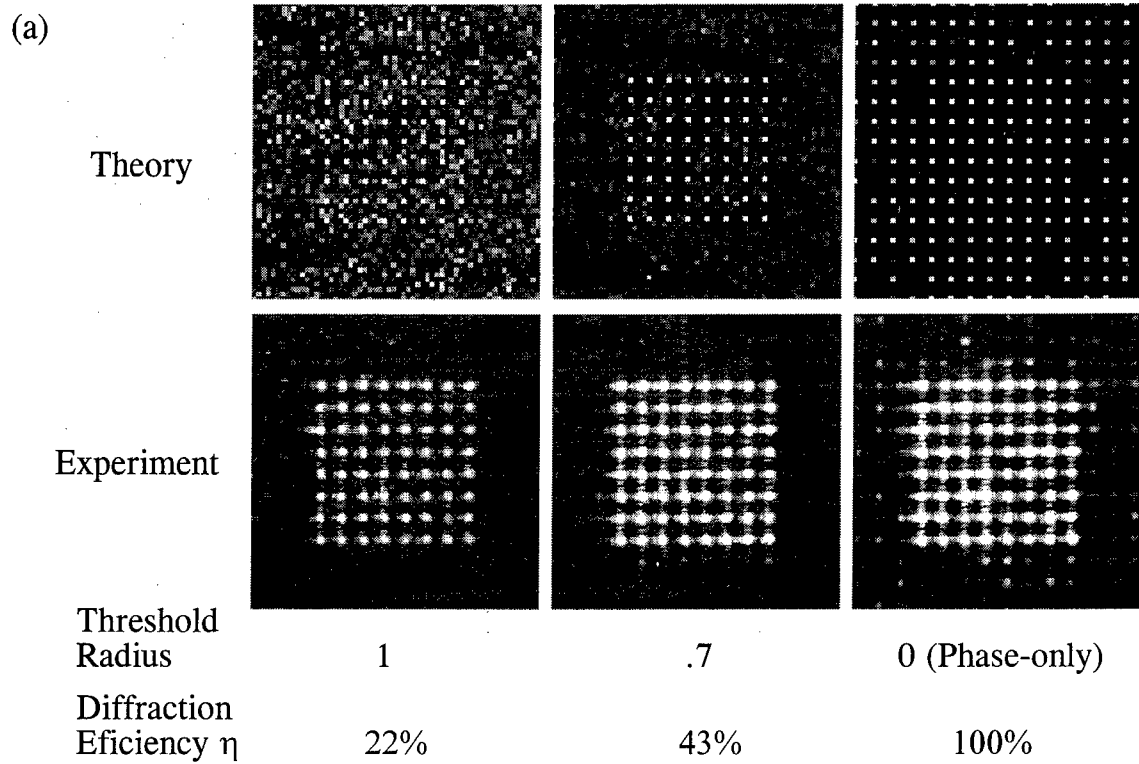 (a)
Theory
Experiment
Threshold
Radius 1 .7 0 (Phase-only)
Diffraction
Eficiency η 22% 43% 100%